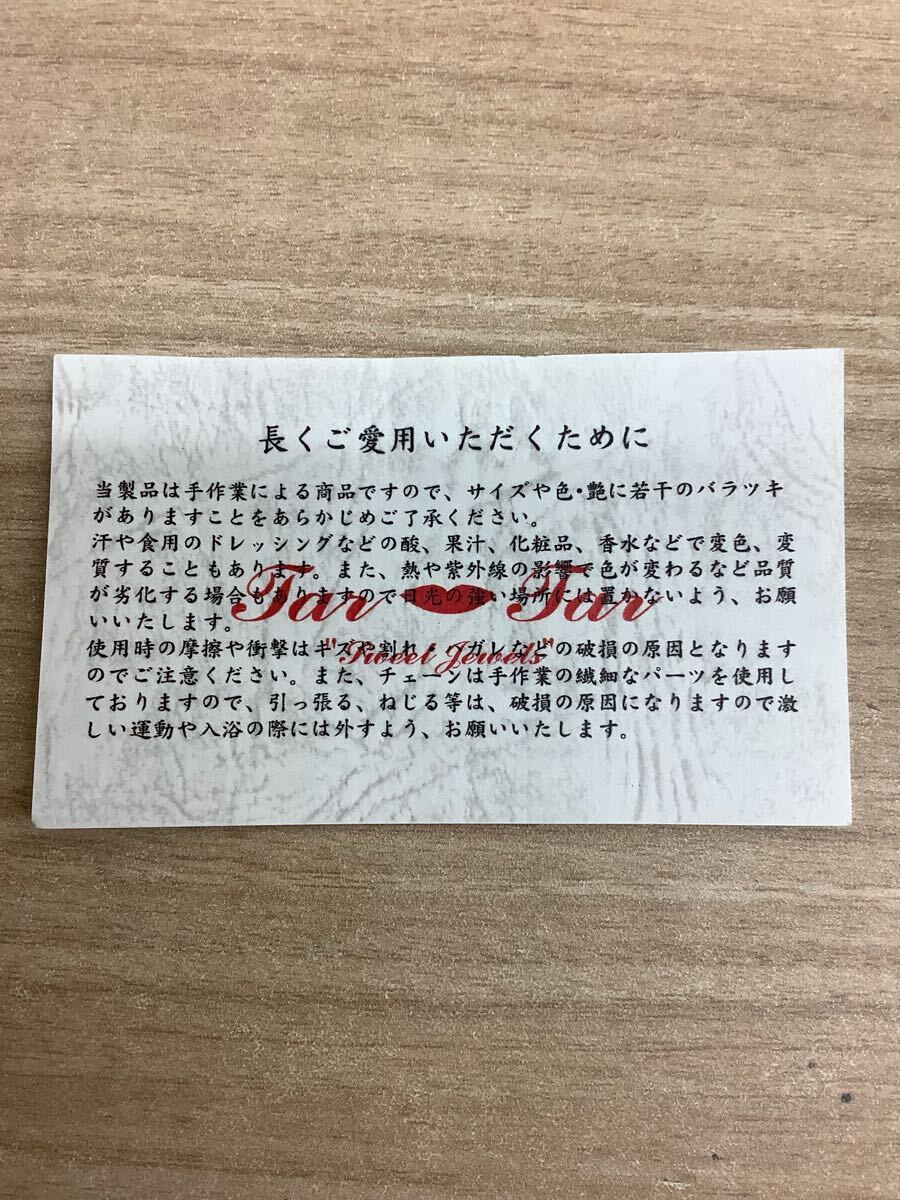 長くご愛用いただくために
当製品は手作業による商品ですので、サイズや色・艶に若干のバラツキ
がありますことをあらかじめご了承ください。
汗や食用のドレッシングなどの酸、果汁、化粧品、香水などで変色、変
質することもあります。また、熱や紫外線の影響で色が変わるなど品質
が劣化する場合もありますので日光の強い場所には置かないよう、お願
いいたします。
Tar Tar
"Sweet Jewels"
使用時の摩擦や衝撃はキズや割れ・ハガレなどの破損の原因となります
のでご注意ください。また、チェーンは手作業の繊細なパーツを使用し
ておりますので、引っ張る、ねじる等は、破損の原因になりますので激
しい運動や入浴の際には外すよう、お願いいたします。